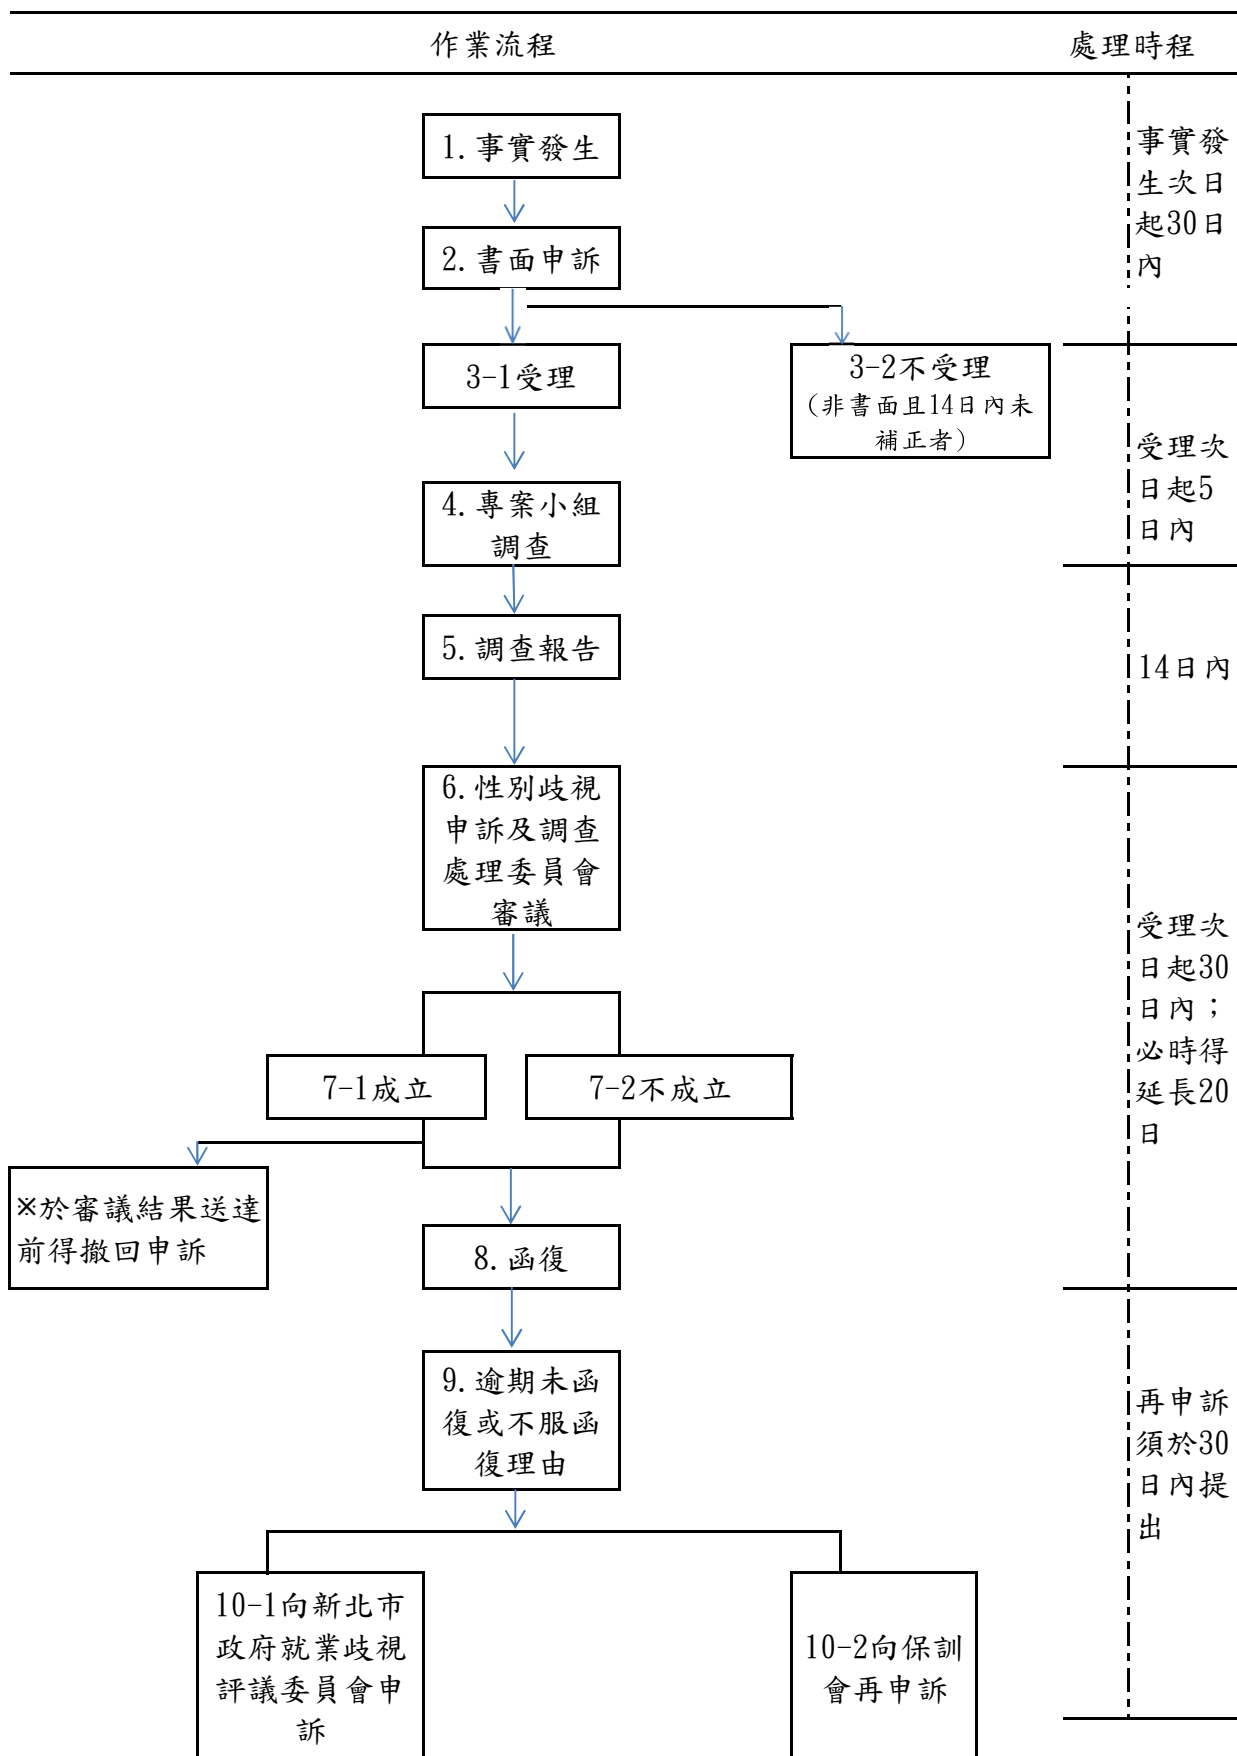 作業流程
處理時程
1.事實發生
事實發
生次日
起30日
內
2.書面申訴
3-1受理
3-2不受理
(非書面且14日內未
補正者)
受理次
日起5
日內
4.專案小組
調查
5.調查報告
14日內
6.性別歧視
申訴及調查
處理委員會
審議
受理次
日起30
日內；
必時得
延長20
日
7-1成立
7-2不成立
※於審議結果送達
前得撤回申訴
8.函復
9.逾期未函
復或不服函
復理由
再申訴
須於30
日內提
出
10-1向新北市
政府就業歧視
評議委員會申
訴
10-2向保訓
會再申訴